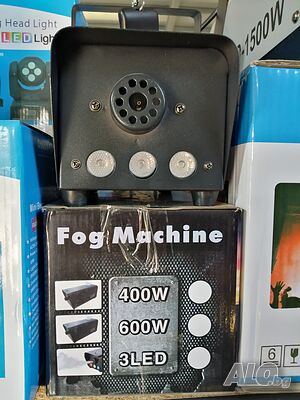 g Head Light
LED Light
-1500W
Fog Machine
400W
600W
3LED
6
ALO.bg